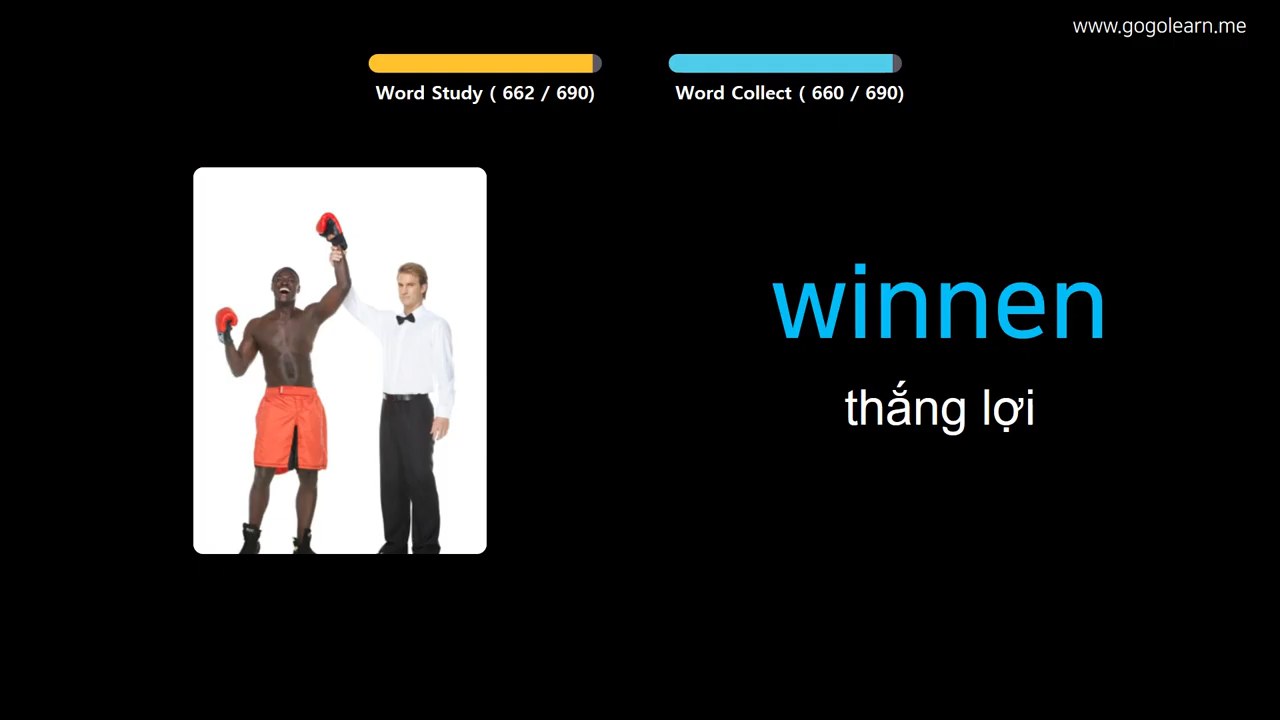 www.gogolearn.me
Word Study ( 662 / 690)
Word Collect ( 660 / 690)
winnen
thắng lợi